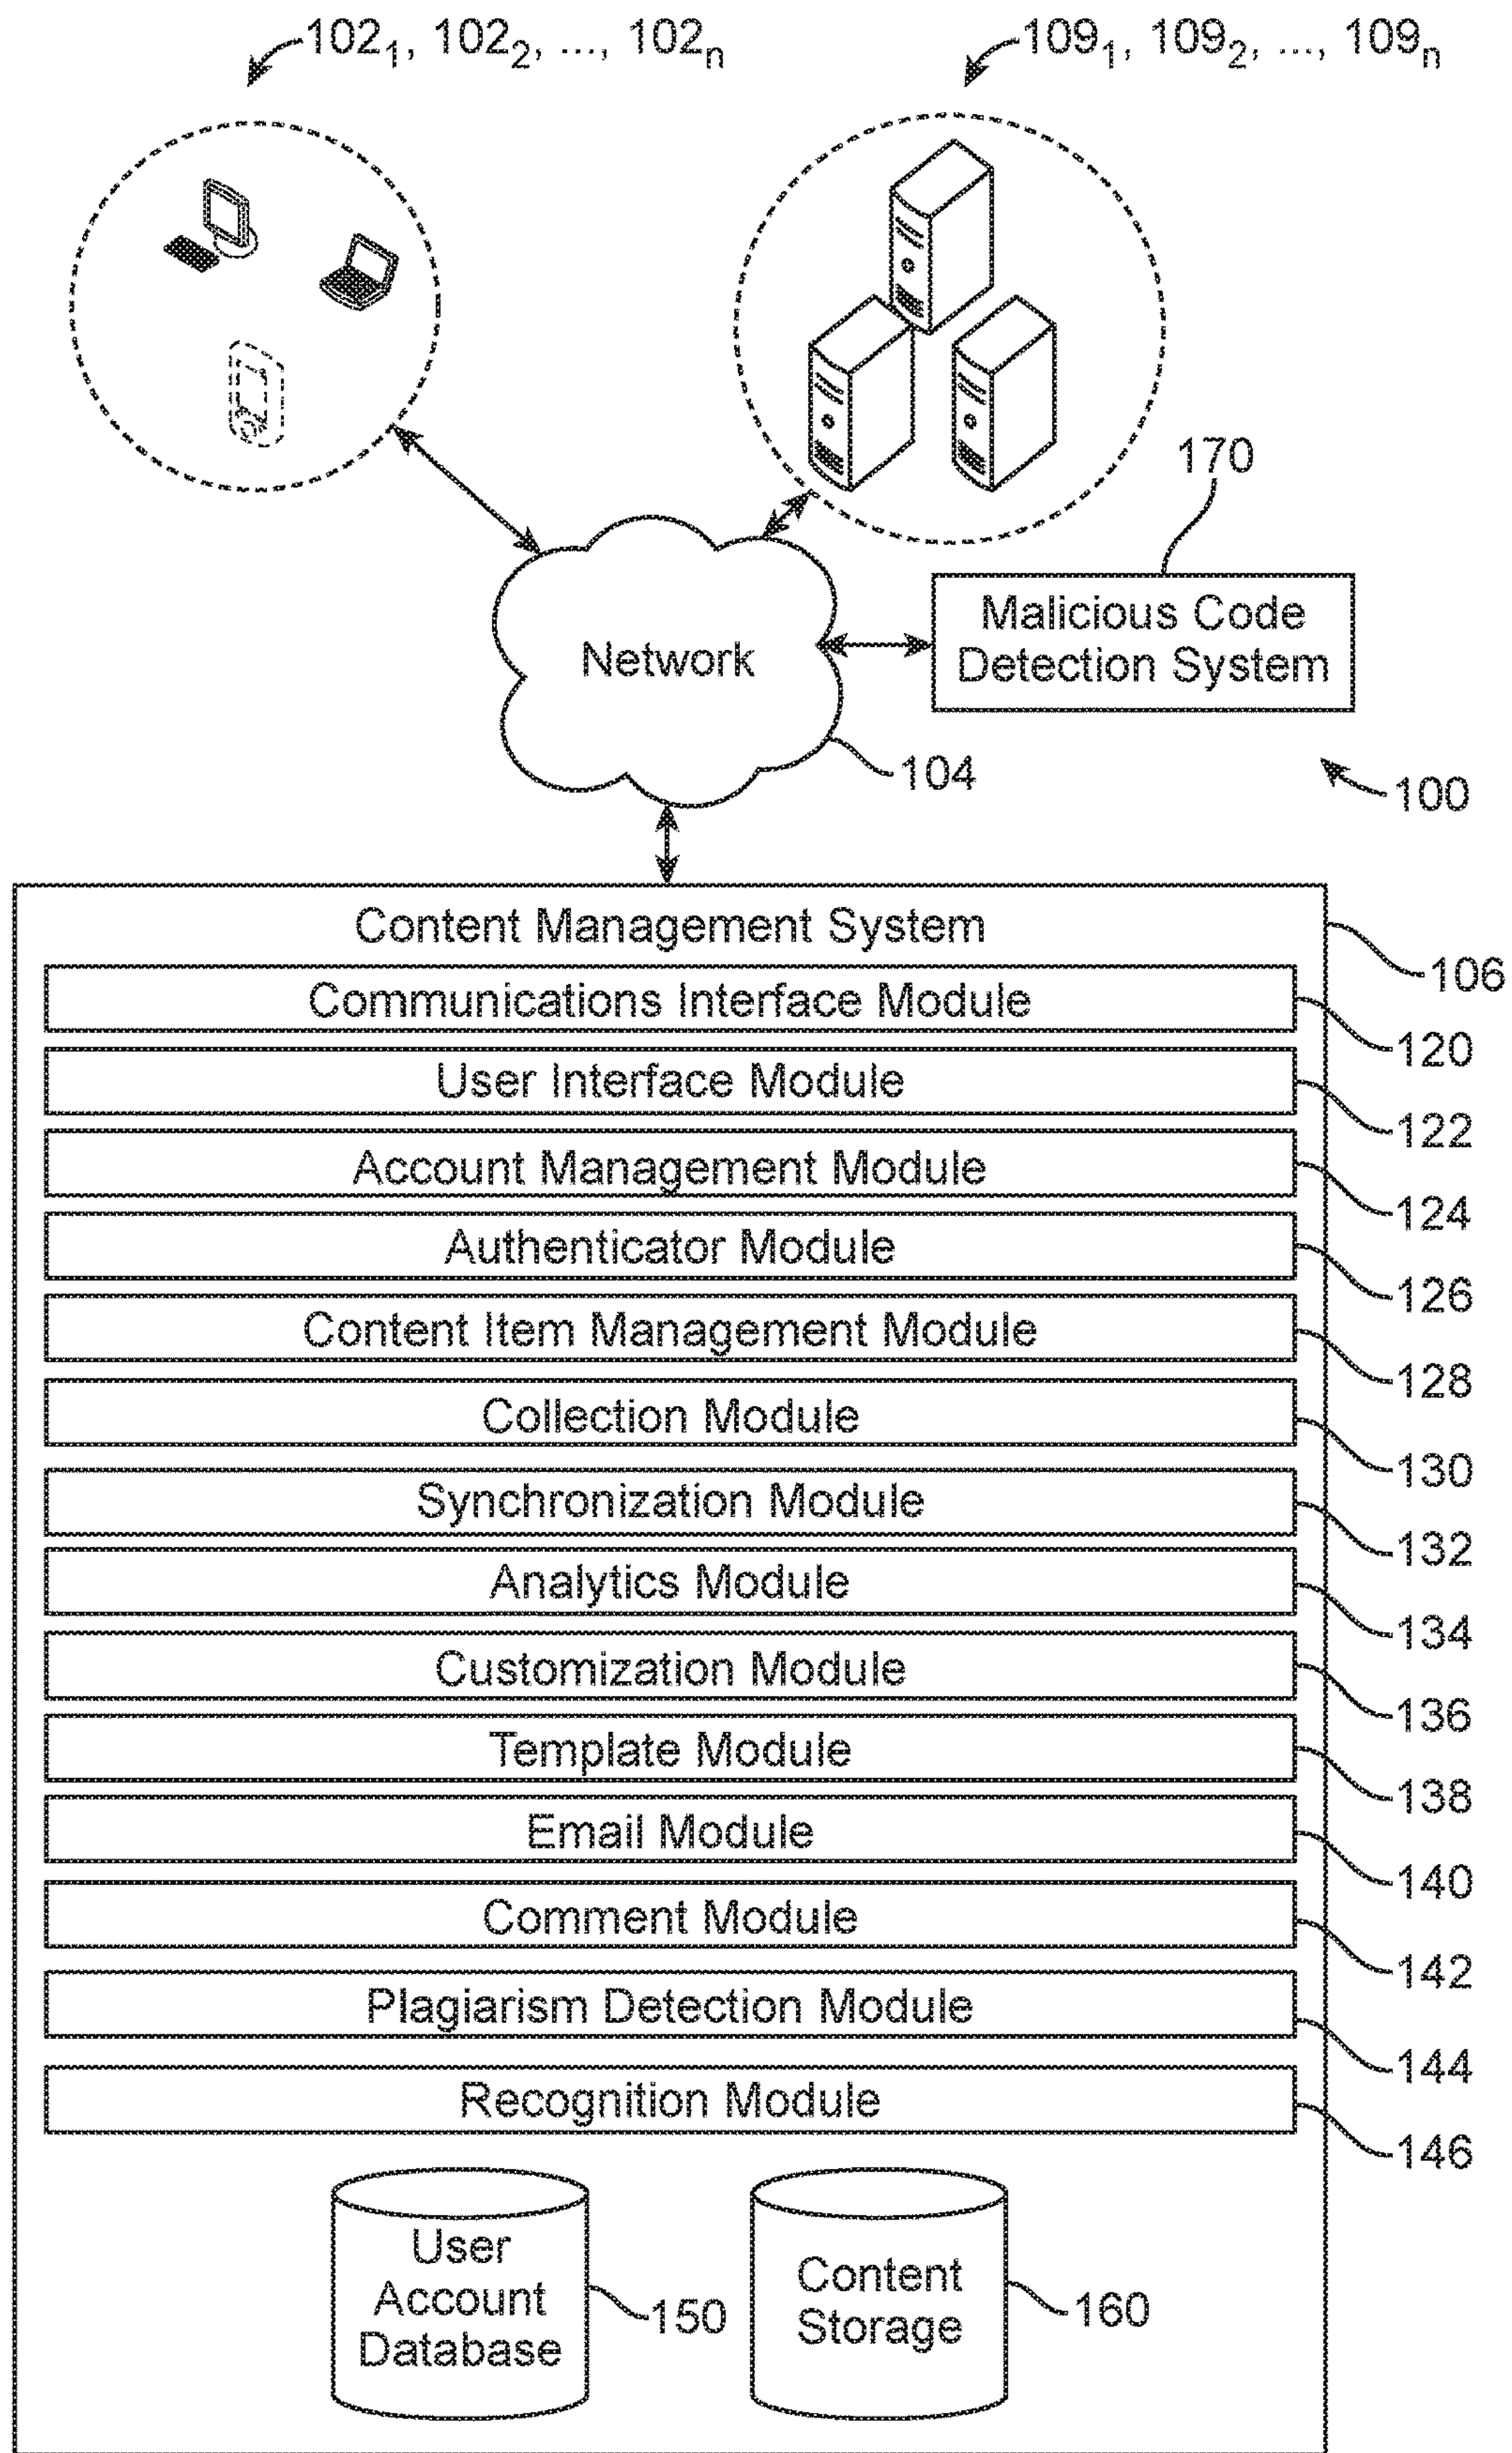 102₁, 102₂, ..., 102ₙ
109₁, 109₂, ..., 109ₙ
170
Malicious Code
Detection System
Network
104
100
Content Management System
106
Communications Interface Module
120
User Interface Module
122
Account Management Module
124
Authenticator Module
126
Content Item Management Module
128
Collection Module
130
Synchronization Module
132
Analytics Module
134
Customization Module
136
Template Module
138
Email Module
140
Comment Module
142
Plagiarism Detection Module
144
Recognition Module
146
User
Account
Database
150
Content
Storage
160